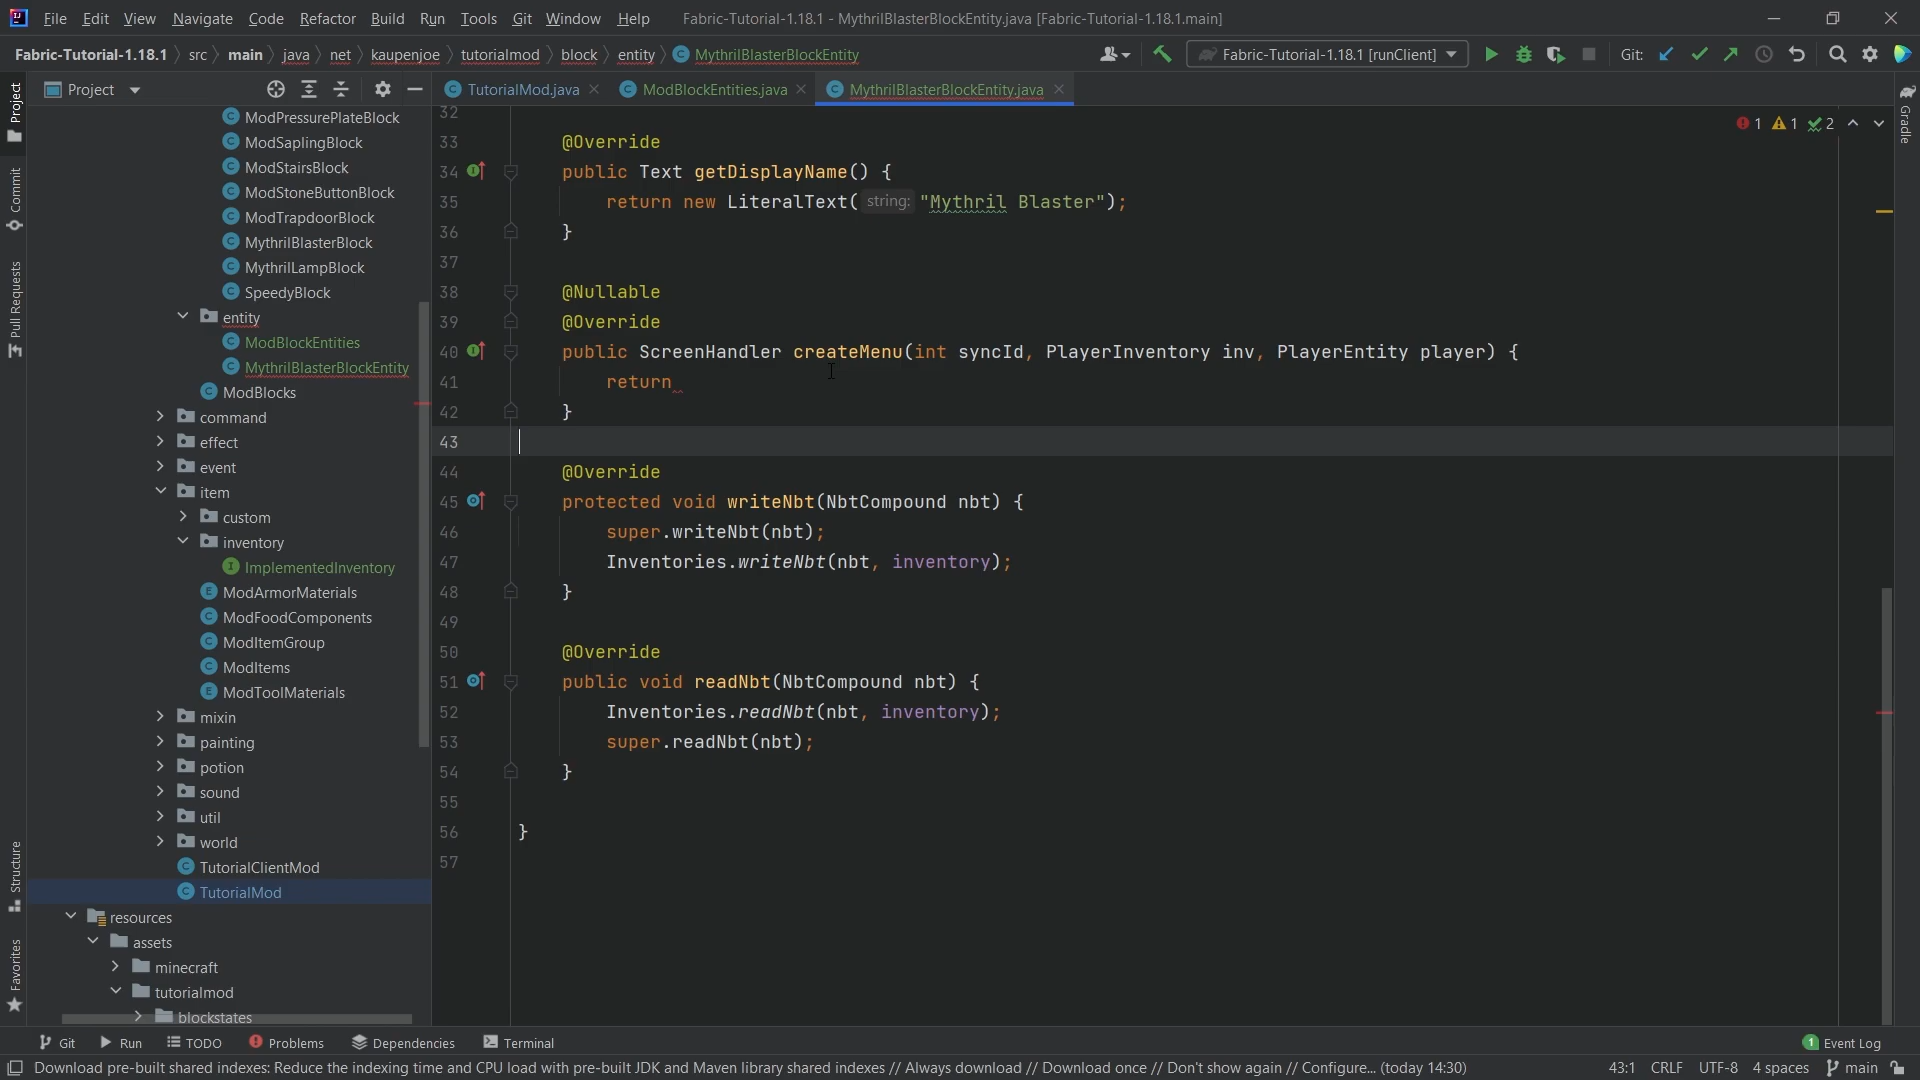 File Edit View Navigate Code Refactor Build Run Tools Git Window Help Fabric-Tutorial-1.18.1 - MythrilBlasterBlockEntity.java [Fabric-Tutorial-1.18.1.main]
Fabric-Tutorial-1.18.1 src main java net kaupenjoe tutorialmod block entity MythrilBlasterBlockEntity Fabric-Tutorial-1.18.1 [runClient] Git:
Project TutorialMod.java ModBlockEntities.java MythrilBlasterBlockEntity.java
Project
Commit
Pull Requests
Structure
Favorites
ModPressurePlateBlock
ModSaplingBlock
ModStairsBlock
ModStoneButtonBlock
ModTrapdoorBlock
MythrilBlasterBlock
MythrilLampBlock
SpeedyBlock
entity
ModBlockEntities
MythrilBlasterBlockEntity
ModBlocks
command
effect
event
item
custom
inventory
ImplementedInventory
ModArmorMaterials
ModFoodComponents
ModItemGroup
ModItems
ModToolMaterials
mixin
painting
potion
sound
util
world
TutorialClientMod
TutorialMod
resources
assets
minecraft
tutorialmod
blockstates
1 1 2
32
33 @Override
34 public Text getDisplayName() {
35 return new LiteralText( string: "Mythril Blaster");
36 }
37
38 @Nullable
39 @Override
40 public ScreenHandler createMenu(int syncId, PlayerInventory inv, PlayerEntity player) {
41 return
42 }
43
44 @Override
45 protected void writeNbt(NbtCompound nbt) {
46 super.writeNbt(nbt);
47 Inventories.writeNbt(nbt, inventory);
48 }
49
50 @Override
51 public void readNbt(NbtCompound nbt) {
52 Inventories.readNbt(nbt, inventory);
53 super.readNbt(nbt);
54 }
55
56 }
57
Gradle
Git Run TODO Problems Dependencies Terminal 1 Event Log
Download pre-built shared indexes: Reduce the indexing time and CPU load with pre-built JDK and Maven library shared indexes // Always download // Download once // Don't show again // Configure... (today 14:30) 43:1 CRLF UTF-8 4 spaces main